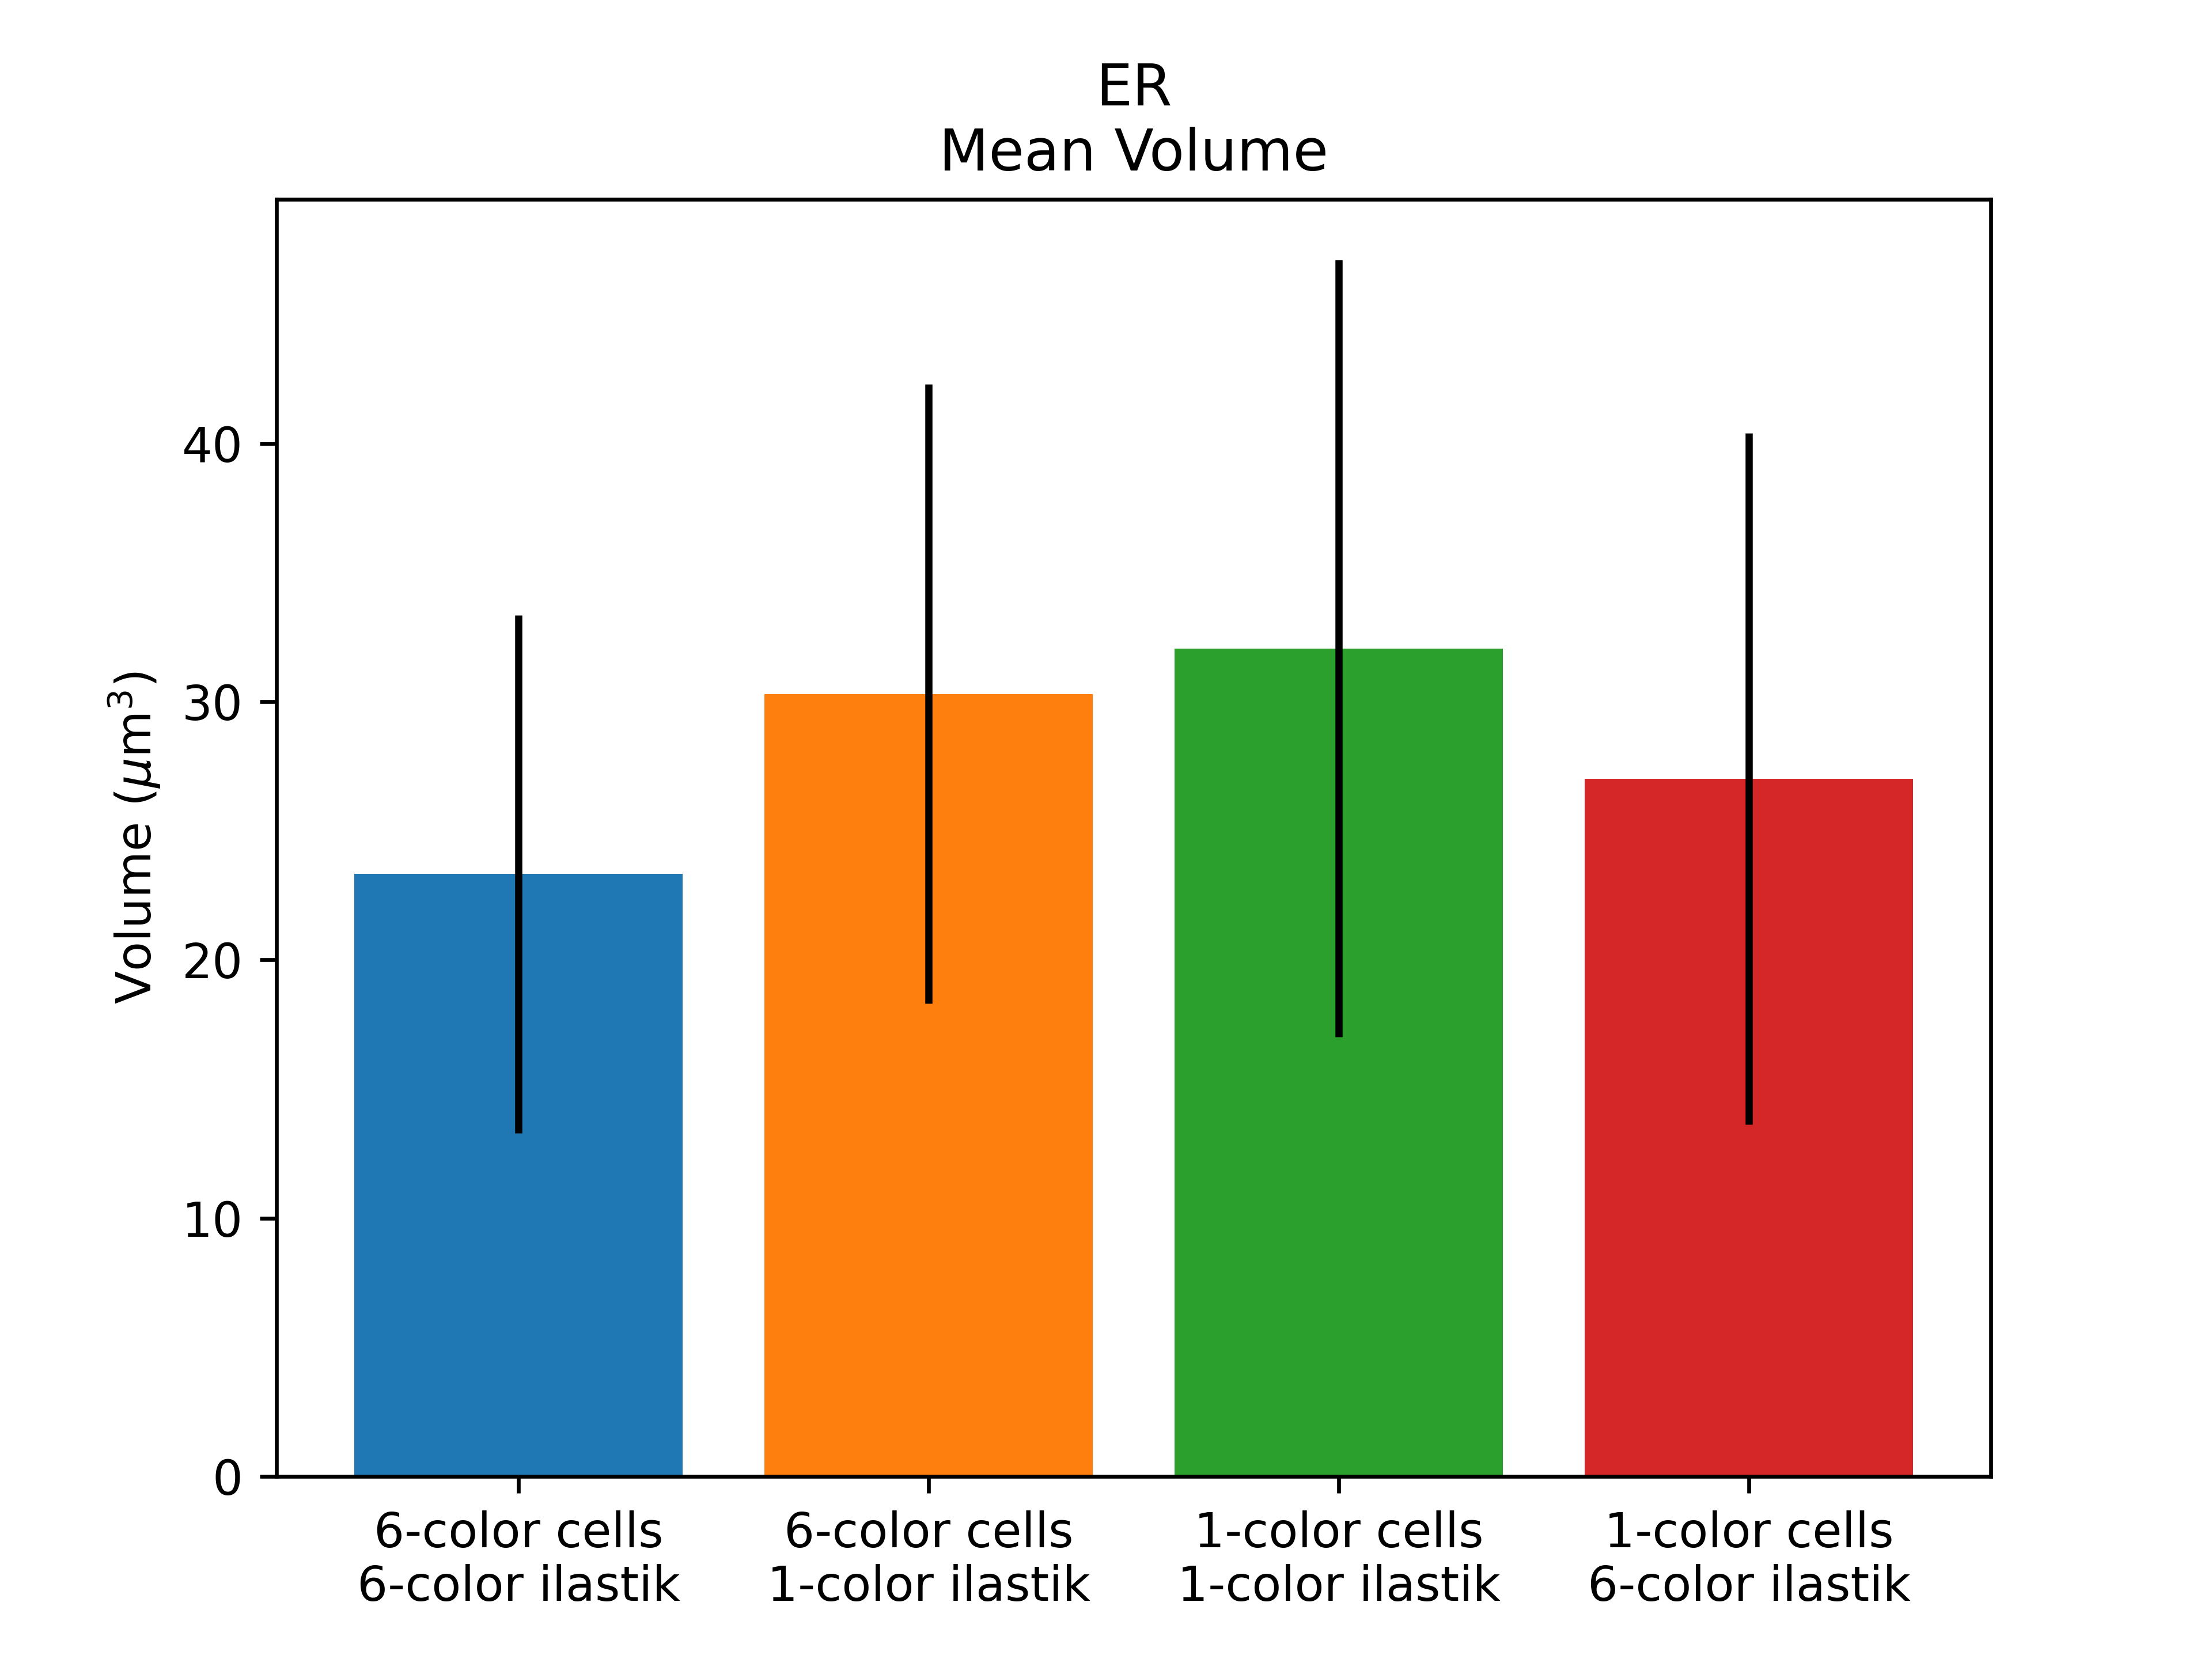 ER
Mean Volume
Volume (μm³)
40
30
20
10
0
6-color cells
6-color ilastik
6-color cells
1-color ilastik
1-color cells
1-color ilastik
1-color cells
6-color ilastik